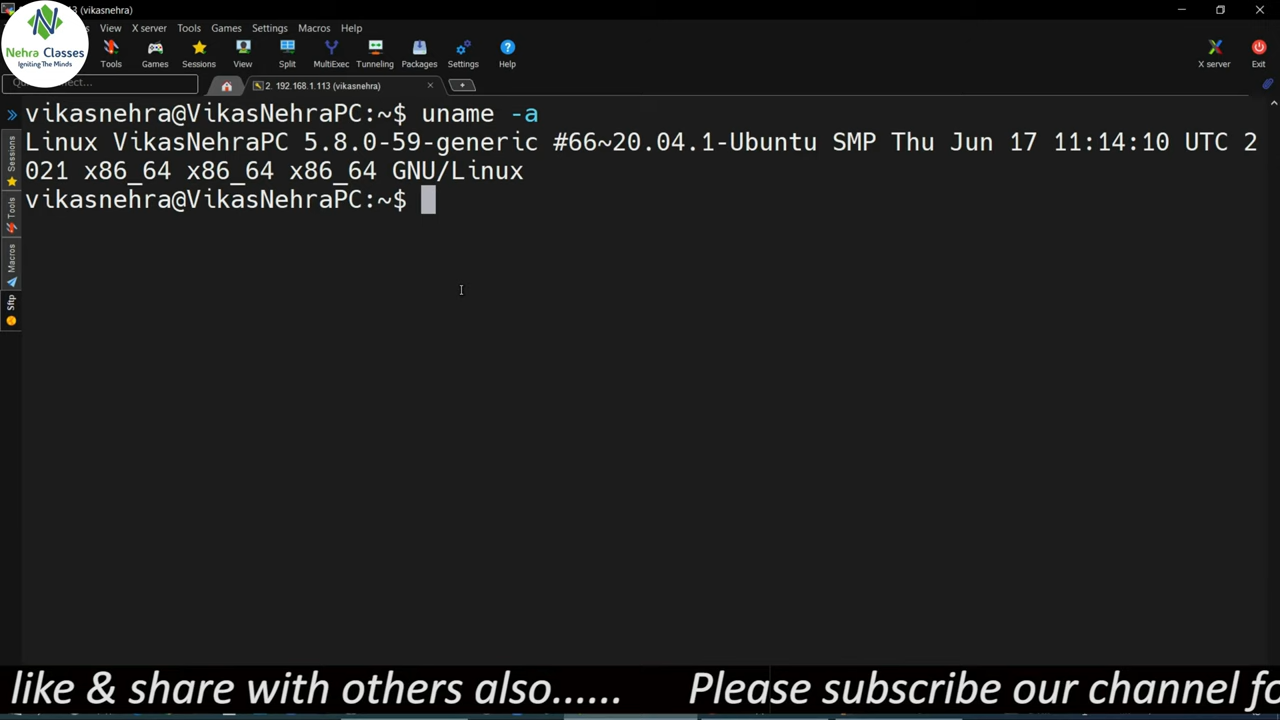 (vikasnehra)
View X server Tools Games Settings Macros Help
Nehra Classes
Igniting The Minds
Tools Games Sessions View Split MultiExec Tunneling Packages Settings Help X server Exit
2. 192.168.1.113 (vikasnehra)
vikasnehra@VikasNehraPC:~$ uname -a
Linux VikasNehraPC 5.8.0-59-generic #66~20.04.1-Ubuntu SMP Thu Jun 17 11:14:10 UTC 2
021 x86_64 x86_64 x86_64 GNU/Linux
vikasnehra@VikasNehraPC:~$
Sessions
Tools
Macros
Sftp
like & share with others also...... Please subscribe our channel fo